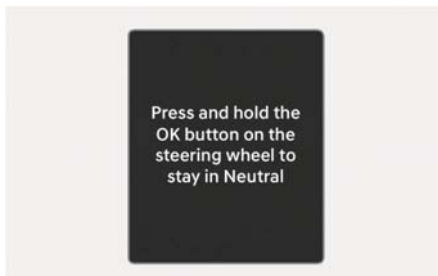 Press and hold the
OK button on the
steering wheel to
stay in Neutral